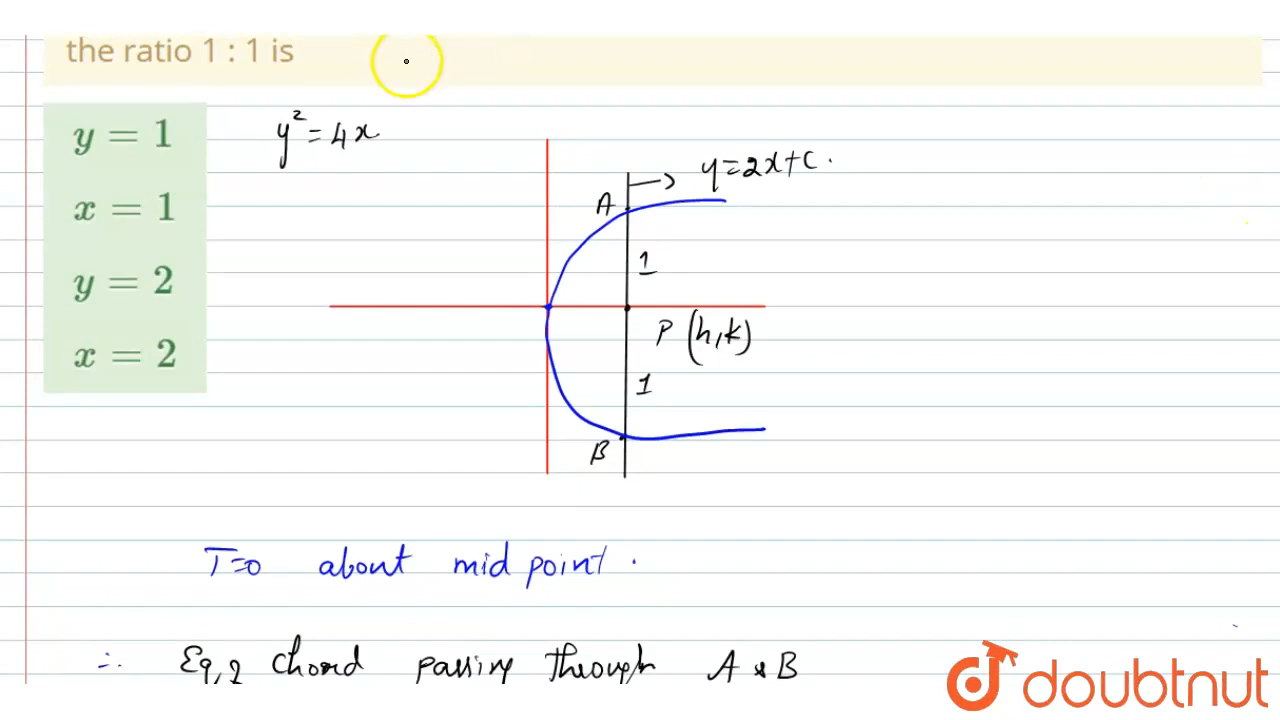 the ratio 1 : 1 is
y = 1
x = 1
y = 2
x = 2
y² = 4x
y = 2x + C .
A
1
P (h, k)
1
B
T=0 about mid point .
∴ Eq, 2 Chord passing through A & B
doubtnut